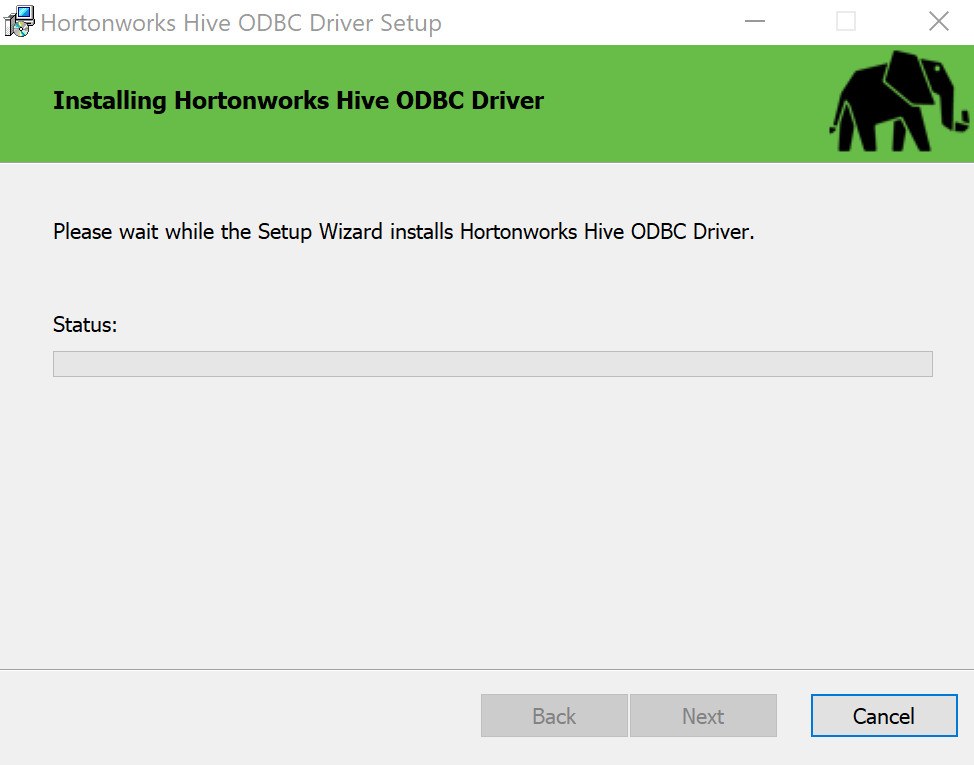 Hortonworks Hive ODBC Driver Setup
Installing Hortonworks Hive ODBC Driver
Please wait while the Setup Wizard installs Hortonworks Hive ODBC Driver.
Status:
Back Next Cancel